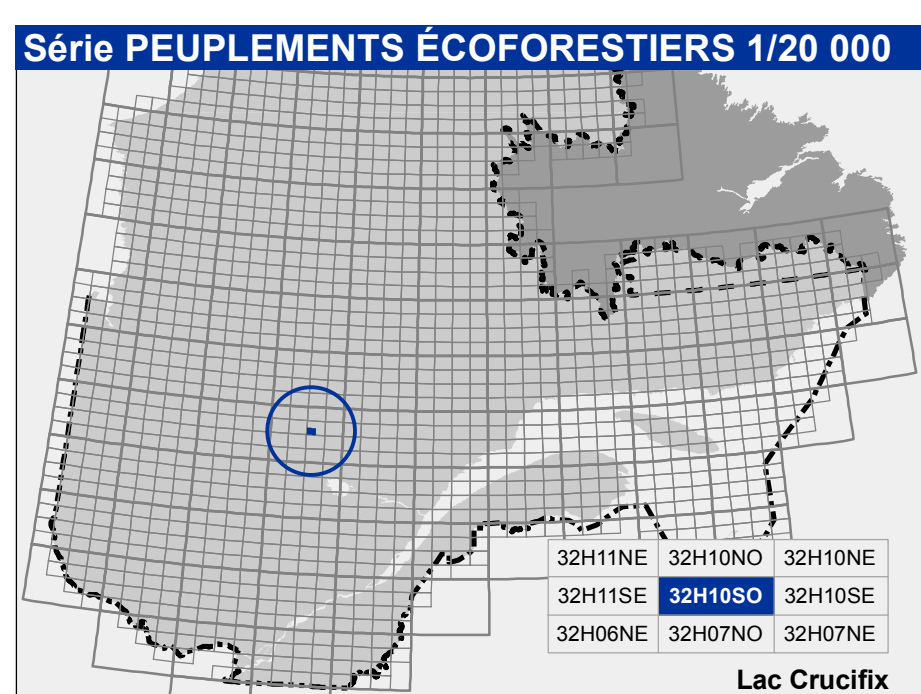 Série PEUPLEMENTS ÉCOFORESTIERS 1/20 000
32H11NE 32H10NO 32H10NE
32H11SE 32H10SO 32H10SE
32H06NE 32H07NO 32H07NE
Lac Crucifix